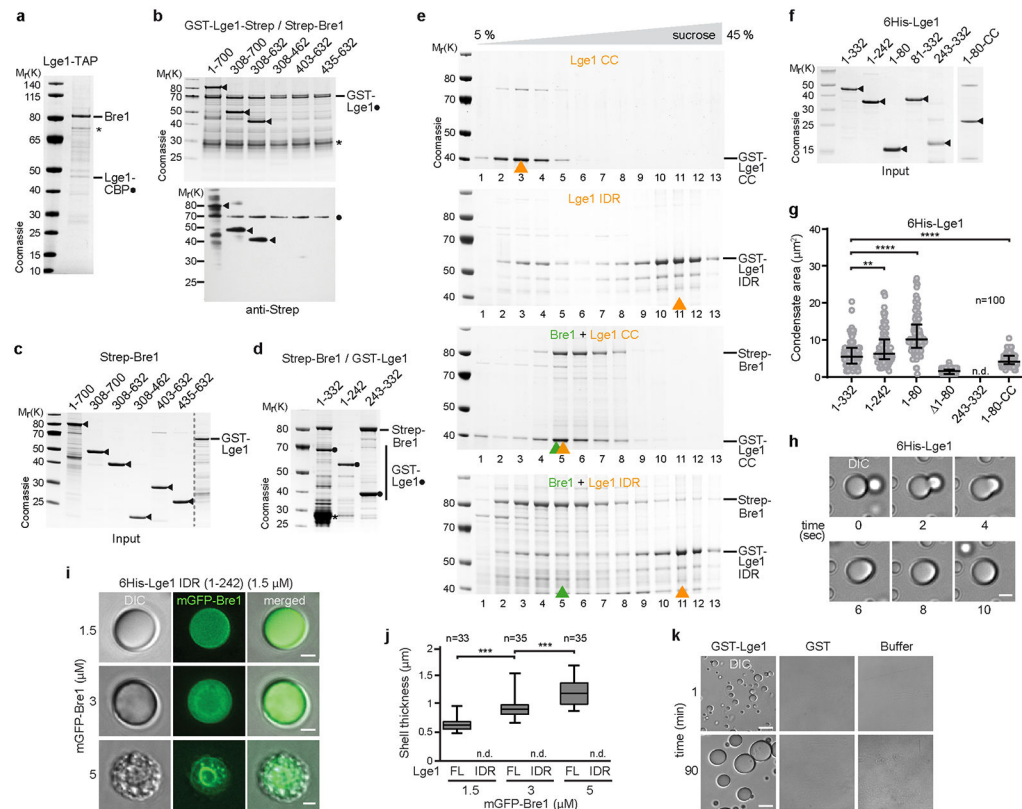 a
Lge1-TAP
Mr(K)
140
115
100
80
65
50
40
30
25
20
15
10
Coomassie
Bre1
*
Lge1-
CBP●
b
GST-Lge1-Strep / Strep-Bre1
1-700
308-700
308-632
308-462
403-632
435-632
Mr(K)
80
70
50
40
30
25
Coomassie
GST-
Lge1●
*
Mr(K)
80
70
50
40
30
25
●
anti-Strep
c
Strep-Bre1
1-700
308-700
308-632
308-462
403-632
435-632
Mr(K)
80
70
50
40
30
25
Coomassie
GST-
Lge1
Input
d
Strep-Bre1 / GST-Lge1
1-332
1-242
243-332
Mr(K)
80
70
60
50
40
30
25
Coomassie
Strep-
Bre1
GST-
Lge1●
*
e
5 %
sucrose
45 %
Mr(K)
Lge1 CC
80
70
60
50
40
Coomassie
GST-
Lge1
CC
1 2 3 4 5 6 7 8 9 10 11 12 13
Lge1 IDR
80
70
60
50
40
GST-
Lge1
IDR
1 2 3 4 5 6 7 8 9 10 11 12 13
Bre1 + Lge1 CC
80
70
60
50
40
Strep-
Bre1
GST-
Lge1
CC
1 2 3 4 5 6 7 8 9 10 11 12 13
Bre1 + Lge1 IDR
80
70
60
50
40
Strep-
Bre1
GST-
Lge1
IDR
1 2 3 4 5 6 7 8 9 10 11 12 13
f
6His-Lge1
1-332
1-242
1-80
81-332
243-332
1-80-CC
Mr(K)
50
40
30
25
15
Coomassie
Input
g
6His-Lge1
Condensate area (µm²)
40
30
20
10
0
****
****
**
n=100
n.d.
1-332
1-242
1-80
Δ1-80
243-332
1-80-CC
h
6His-Lge1
DIC
time
(sec)
0 2 4
6 8 10
i
6His-Lge1 IDR (1-242) (1.5 µM)
DIC mGFP-Bre1 merged
mGFP-Bre1 (µM)
1.5
3
5
j
Shell thickness (µm)
2
1.5
1
0.5
0
n=33 n=35 n=35
*** ***
n.d. n.d. n.d.
Lge1 FL IDR FL IDR FL IDR
1.5 3 5
mGFP-Bre1 (µM)
k
GST-Lge1 GST Buffer
DIC
time (min)
1
90